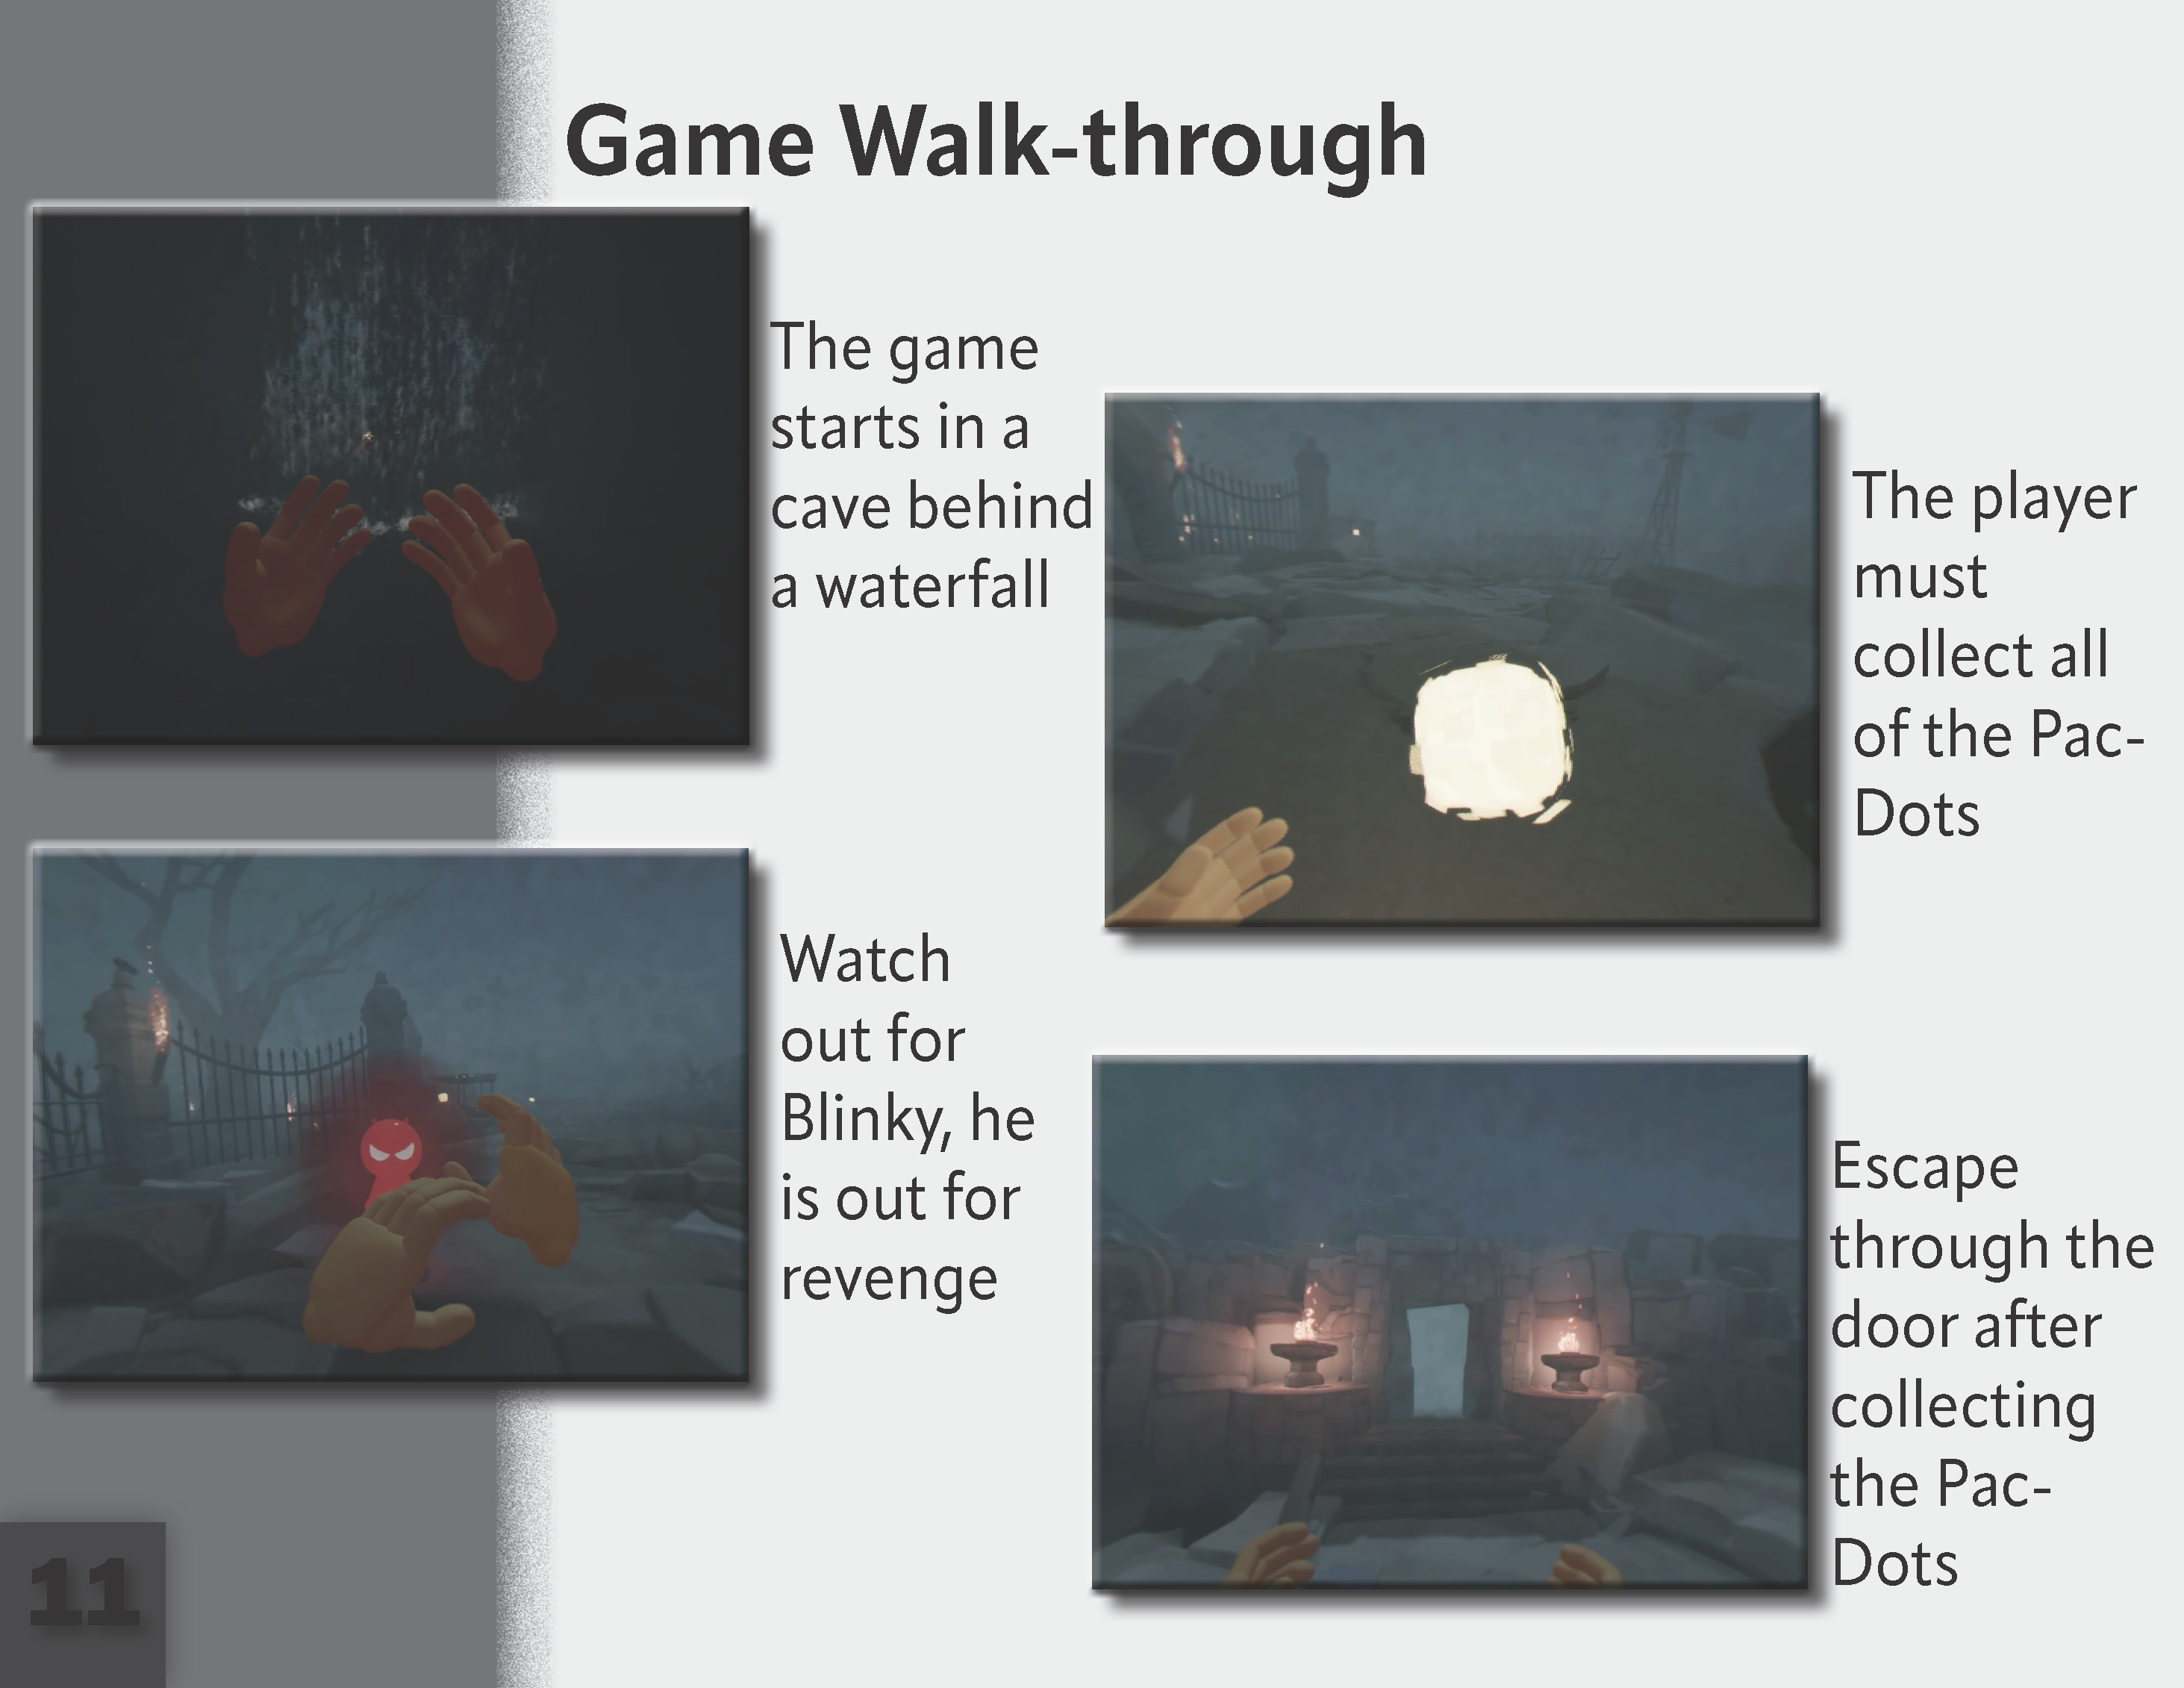 Game Walk-through
The game
starts in a
cave behind
a waterfall
The player
must
collect all
of the Pac-
Dots
Watch
out for
Blinky, he
is out for
revenge
Escape
through the
door after
collecting
the Pac-
Dots
11